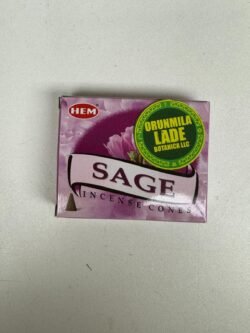 HEM
ORUNMILA
LADE
BOTANICA LLC
SAGE
INCENSE CONES